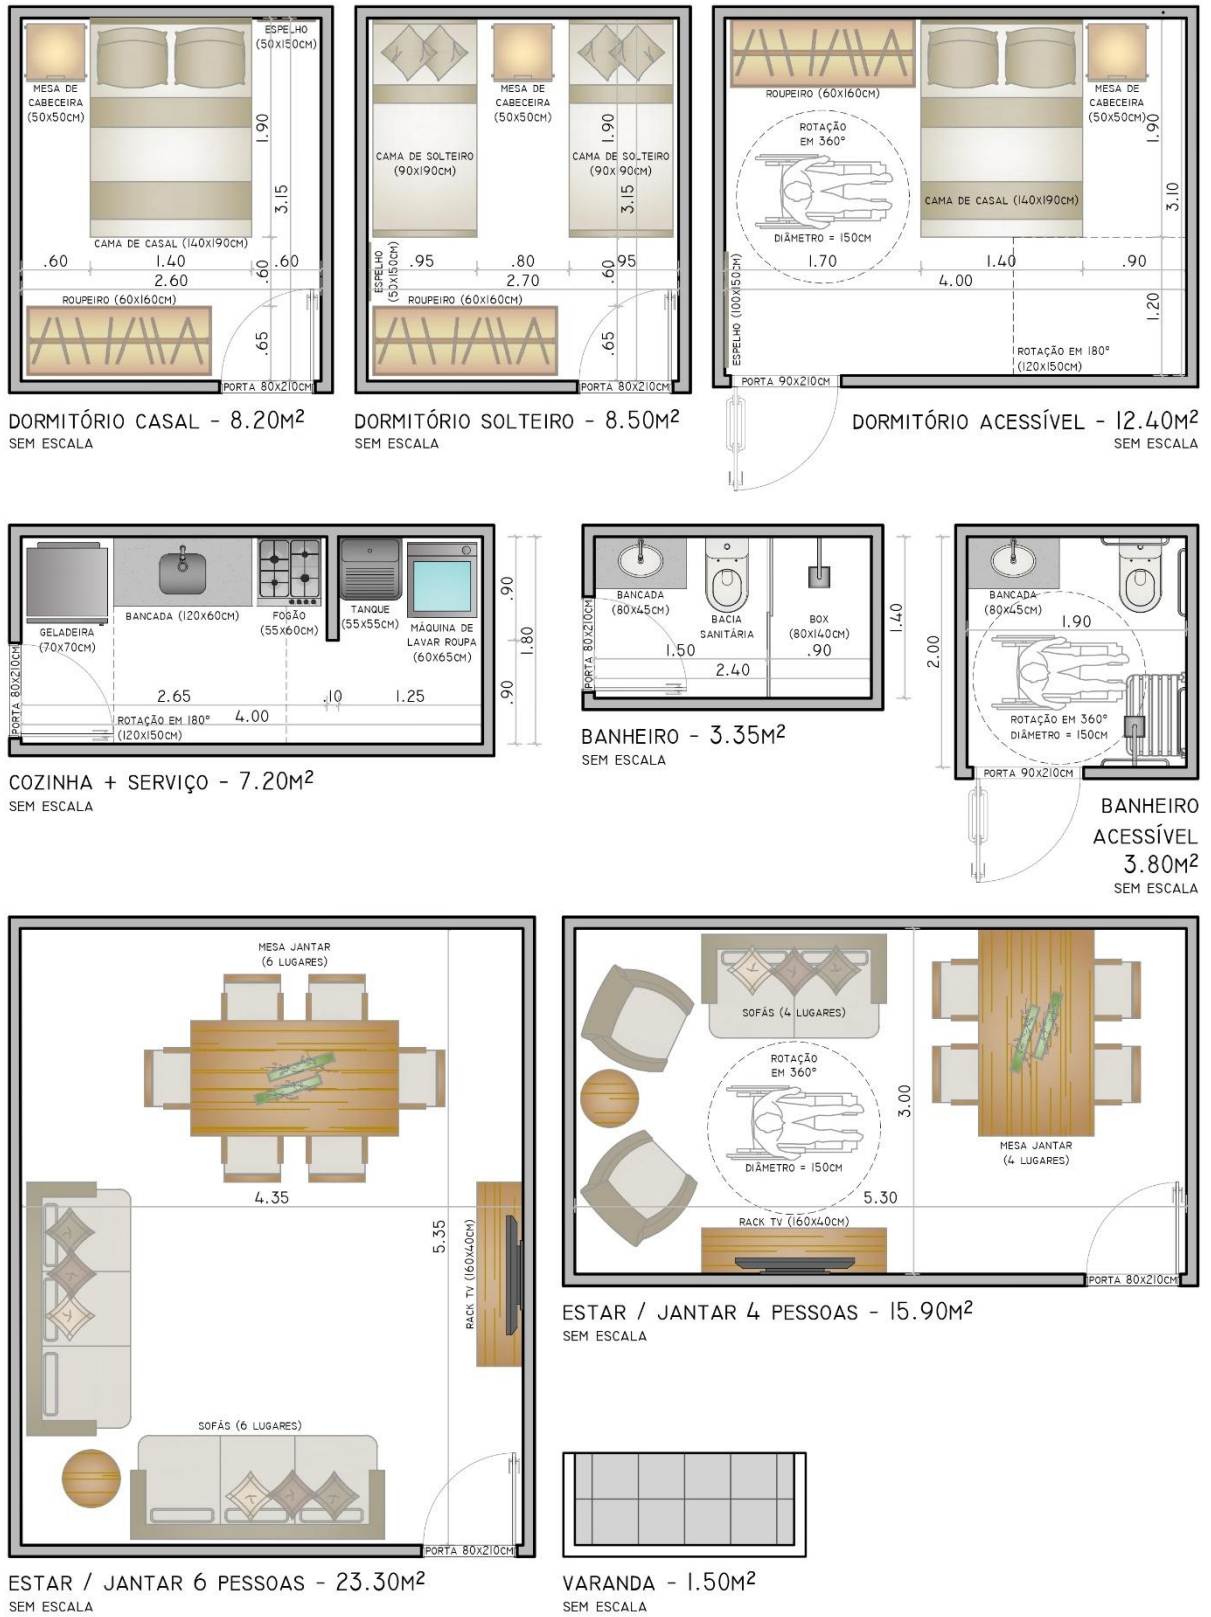 MESA DE
CABECEIRA
(50X50CM)
ESPELHO
(50X150CM)
1.90
3.15
CAMA DE CASAL (140X190CM)
.60
1.40
.60
.60
2.60
ROUPEIRO (60X160CM)
.65
PORTA 80X210CM
DORMITÓRIO CASAL - 8.20M²
SEM ESCALA
MESA DE
CABECEIRA
(50X50CM)
CAMA DE SOLTEIRO
(90X190CM)
CAMA DE SOLTEIRO
(90X190CM)
1.90
3.15
ESPELHO
(50X150CM)
.95
.80
.60
.95
2.70
ROUPEIRO (60X160CM)
.65
PORTA 80X210CM
DORMITÓRIO SOLTEIRO - 8.50M²
SEM ESCALA
ROUPEIRO (60X160CM)
MESA DE
CABECEIRA
(50X50CM)
ROTAÇÃO
EM 360°
DIÂMETRO = 150CM
CAMA DE CASAL (140X190CM)
1.90
3.10
1.70
1.40
.90
4.00
1.20
ESPELHO (100X150CM)
ROTAÇÃO EM 180°
(120X150CM)
PORTA 90X210CM
DORMITÓRIO ACESSÍVEL - 12.40M²
SEM ESCALA
GELADEIRA
(70X70CM)
BANCADA (120X60CM)
FOGÃO
(55X60CM)
TANQUE
(55X55CM)
MÁQUINA DE
LAVAR ROUPA
(60X65CM)
.90
1.80
.90
2.65
.10
1.25
4.00
ROTAÇÃO EM 180°
(120X150CM)
PORTA 80X210CM
COZINHA + SERVIÇO - 7.20M²
SEM ESCALA
BANCADA
(80X45CM)
BACIA
SANITÁRIA
BOX
(80X140CM)
1.50
.90
2.40
1.40
PORTA 80X210CM
BANHEIRO - 3.35M²
SEM ESCALA
BANCADA
(80X45CM)
1.90
2.00
ROTAÇÃO EM 360°
DIÂMETRO = 150CM
PORTA 90X210CM
BANHEIRO
ACESSÍVEL
3.80M²
SEM ESCALA
MESA JANTAR
(6 LUGARES)
4.35
5.35
RACK TV (160X40CM)
SOFÁS (6 LUGARES)
PORTA 80X210CM
ESTAR / JANTAR 6 PESSOAS - 23.30M²
SEM ESCALA
SOFÁS (4 LUGARES)
ROTAÇÃO
EM 360°
DIÂMETRO = 150CM
3.00
MESA JANTAR
(4 LUGARES)
5.30
RACK TV (160X40CM)
PORTA 80X210CM
ESTAR / JANTAR 4 PESSOAS - 15.90M²
SEM ESCALA
VARANDA - 1.50M²
SEM ESCALA